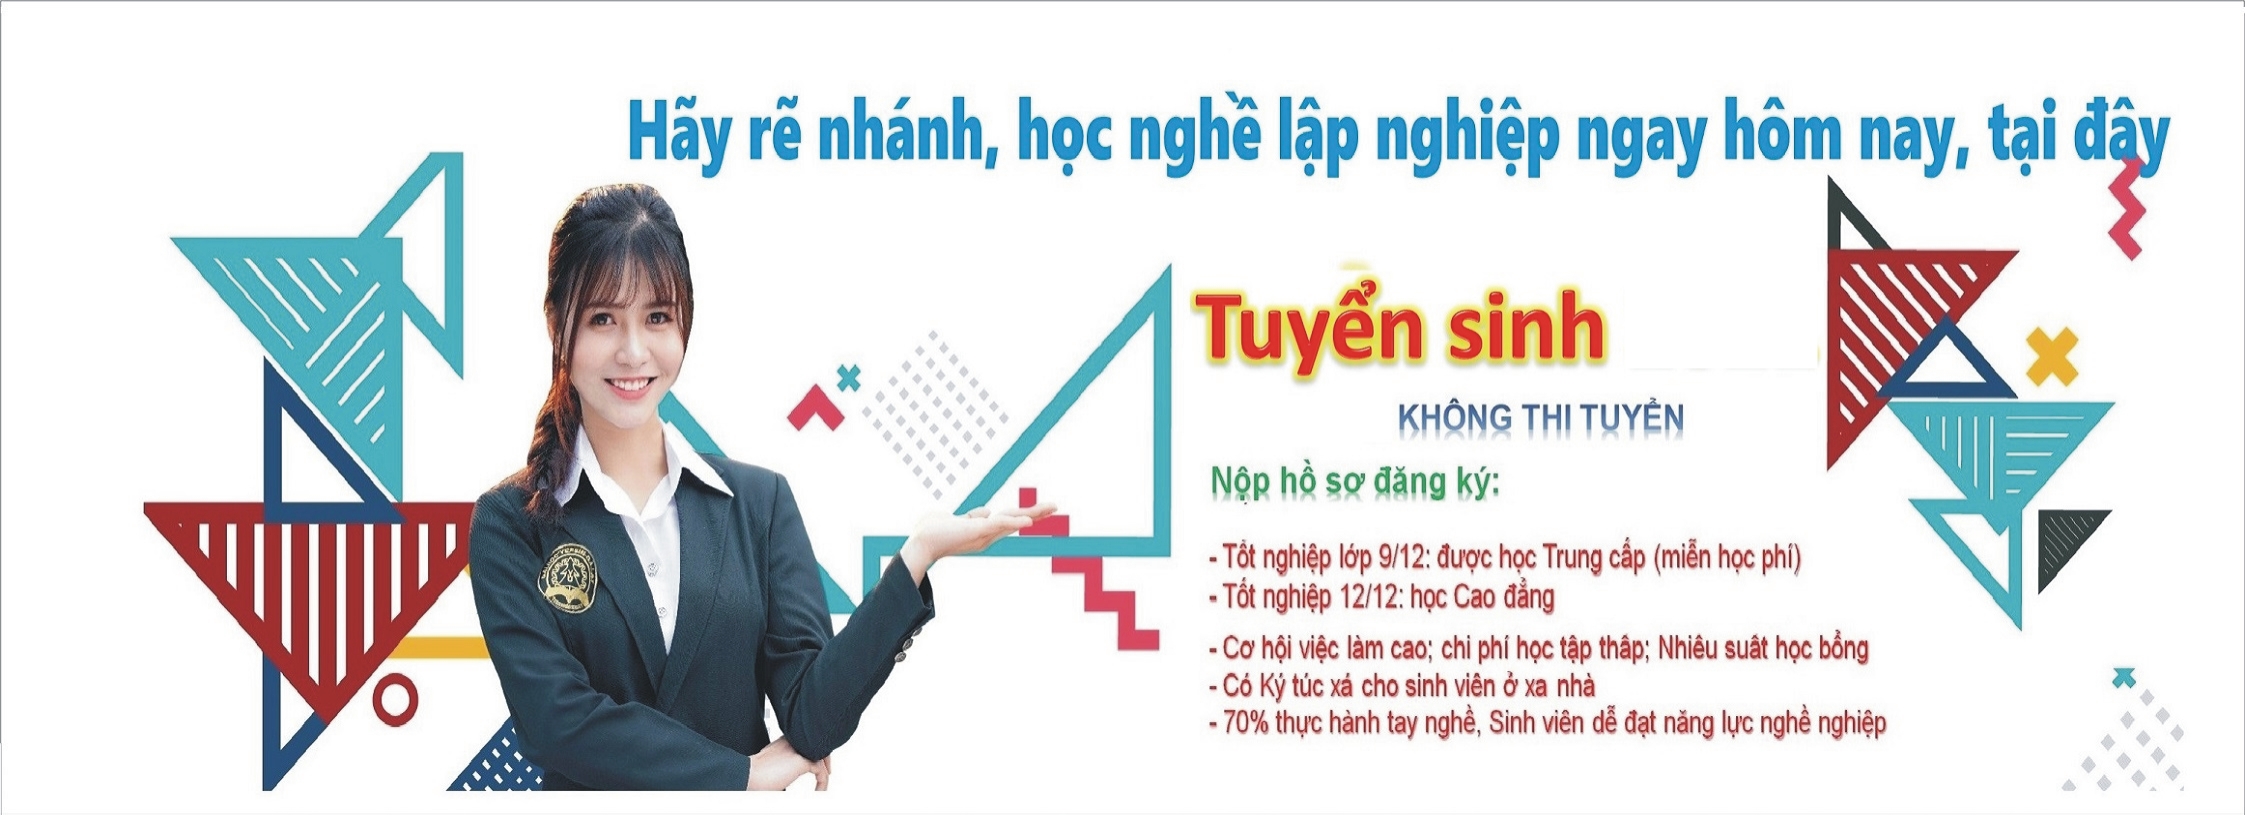 Hãy rẽ nhánh, học nghề lập nghiệp ngay hôm nay, tại đây
Tuyển sinh
KHÔNG THI TUYỂN
Nộp hồ sơ đăng ký:
- Tốt nghiệp lớp 9/12: được học Trung cấp (miễn học phí)
- Tốt nghiệp 12/12: học Cao đẳng
- Cơ hội việc làm cao; chi phí học tập thấp; Nhiêu suất học bổng
- Có Ký túc xá cho sinh viên ở xa nhà
- 70% thực hành tay nghề, Sinh viên dễ đạt năng lực nghề nghiệp